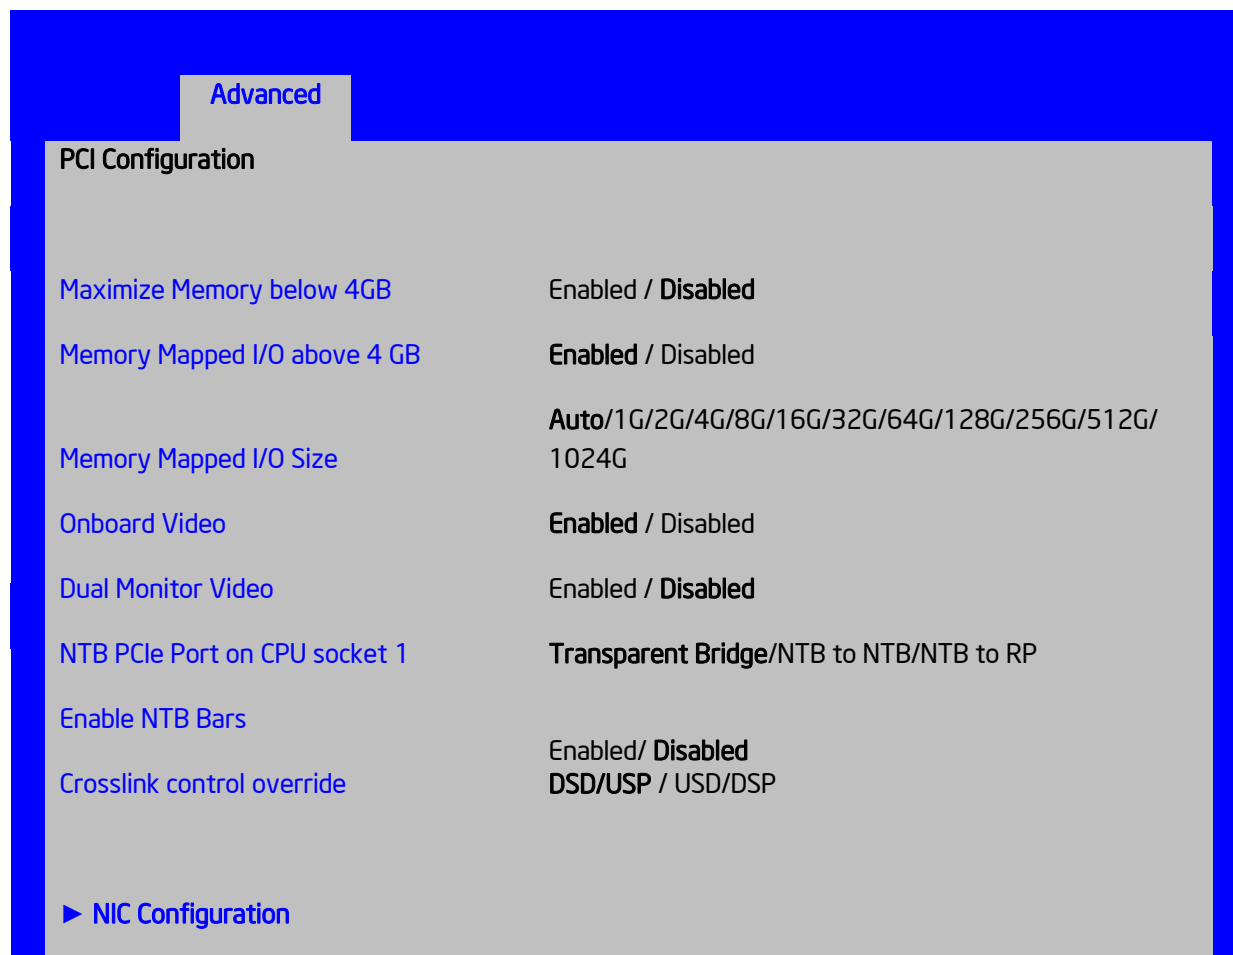 Advanced
PCI Configuration
Maximize Memory below 4GB Enabled / Disabled
Memory Mapped I/O above 4 GB Enabled / Disabled
Auto/1G/2G/4G/8G/16G/32G/64G/128G/256G/512G/
Memory Mapped I/O Size 1024G
Onboard Video Enabled / Disabled
Dual Monitor Video Enabled / Disabled
NTB PCIe Port on CPU socket 1 Transparent Bridge/NTB to NTB/NTB to RP
Enable NTB Bars
Enabled/ Disabled
Crosslink control override DSD/USP / USD/DSP
► NIC Configuration